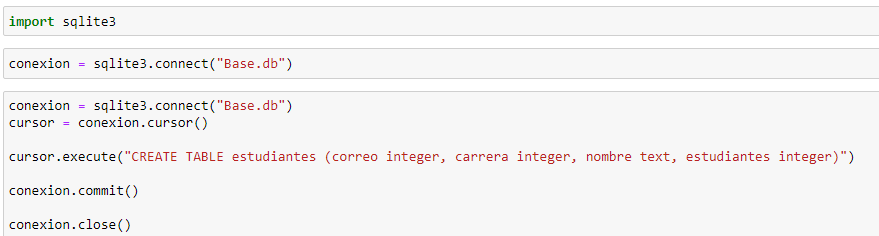 import sqlite3
conexion = sqlite3.connect("Base.db")
conexion = sqlite3.connect("Base.db")
cursor = conexion.cursor()
cursor.execute("CREATE TABLE estudiantes (correo integer, carrera integer, nombre text, estudiantes integer)")
conexion.commit()
conexion.close()